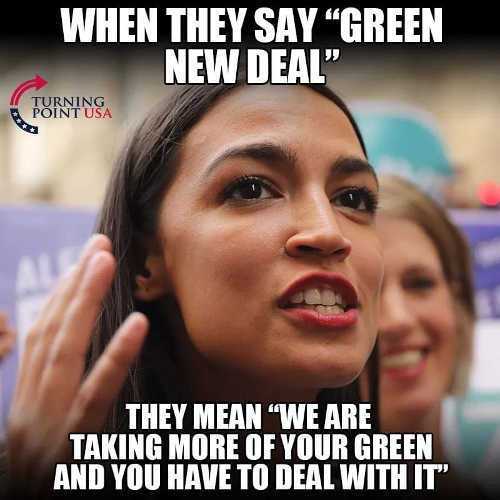 WHEN THEY SAY “GREEN
NEW DEAL”
TURNING
POINT USA
THEY MEAN “WE ARE
TAKING MORE OF YOUR GREEN
AND YOU HAVE TO DEAL WITH IT”